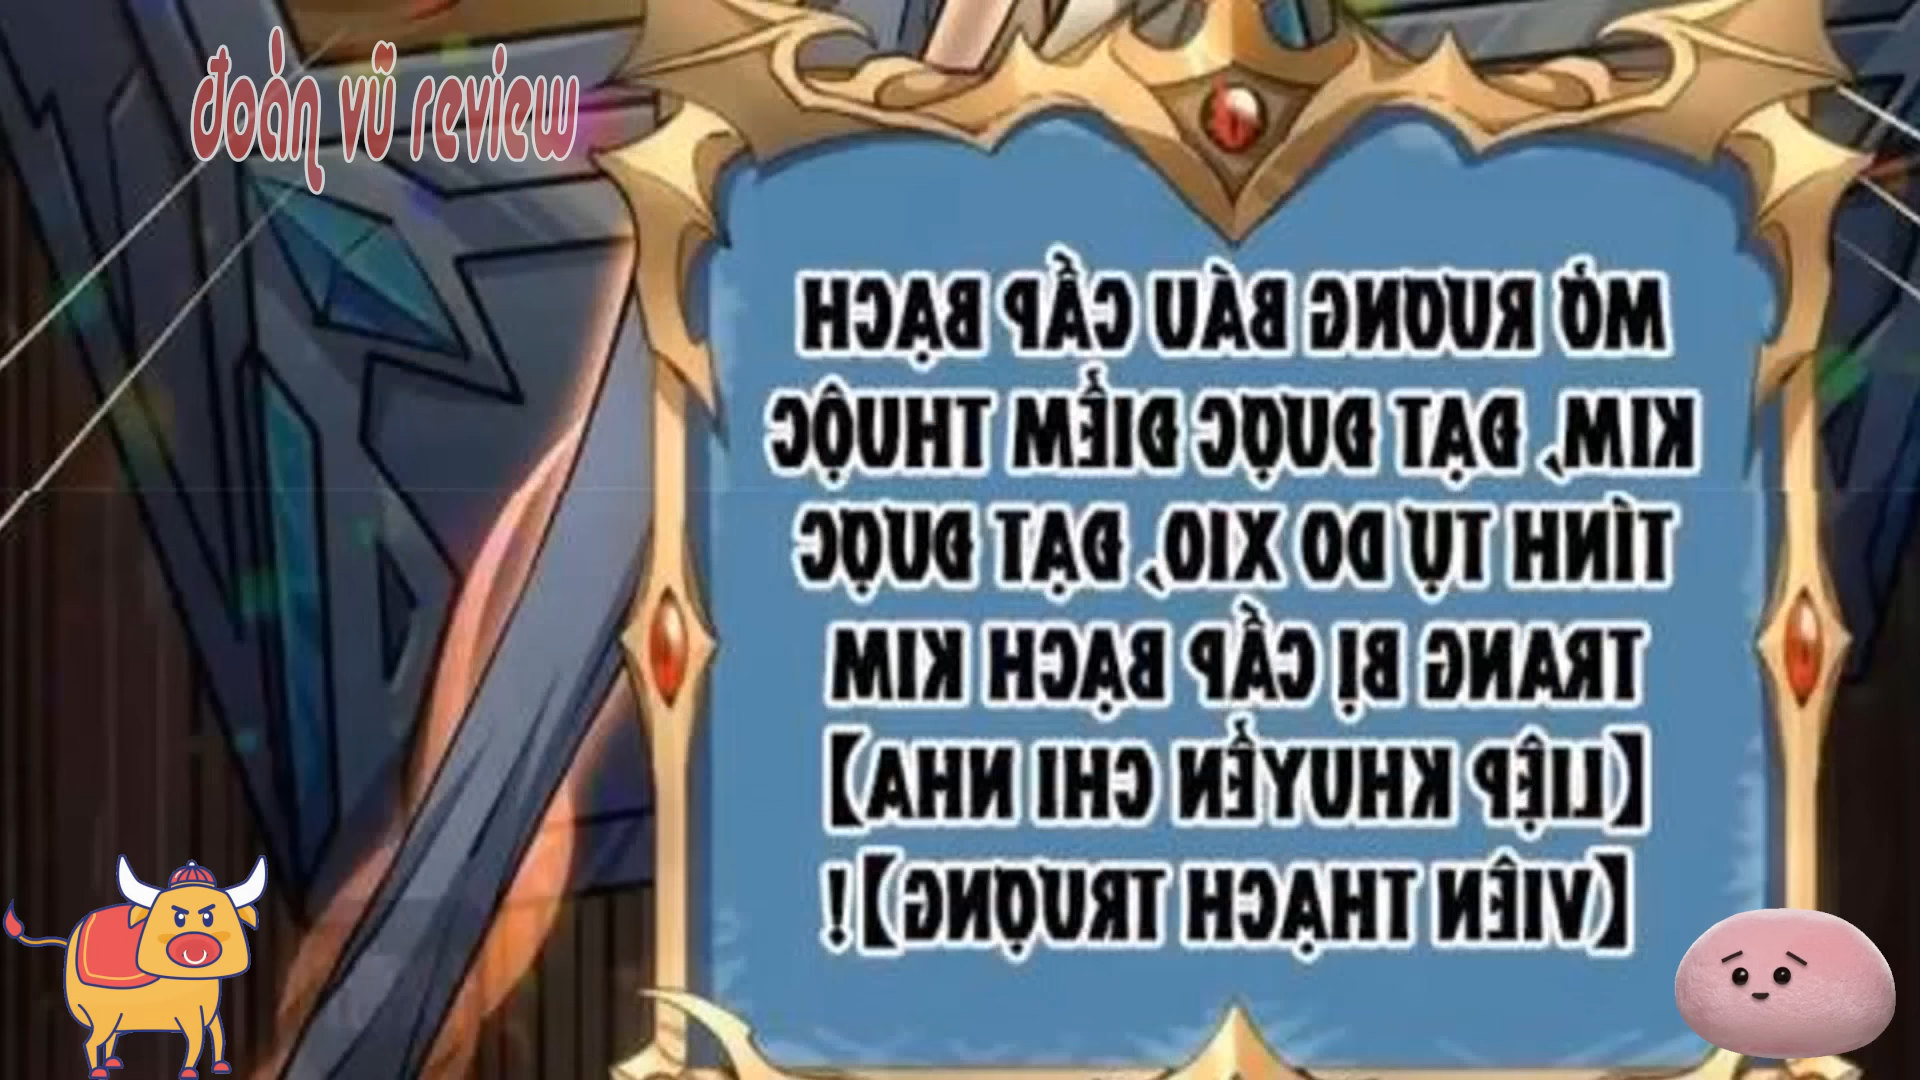 đoản vũ review
MỞ RƯƠNG BÁU CẤP BẠCH
KIM, ĐẠT ĐƯỢC ĐIỂM THUỘC
TÍNH TỰ DO X10, ĐẠT ĐƯỢC
TRANG BỊ CẤP BẠCH KIM
【LIỆP KHUYỂN CHI NHA】
【VIÊN THẠCH TRƯỢNG】!